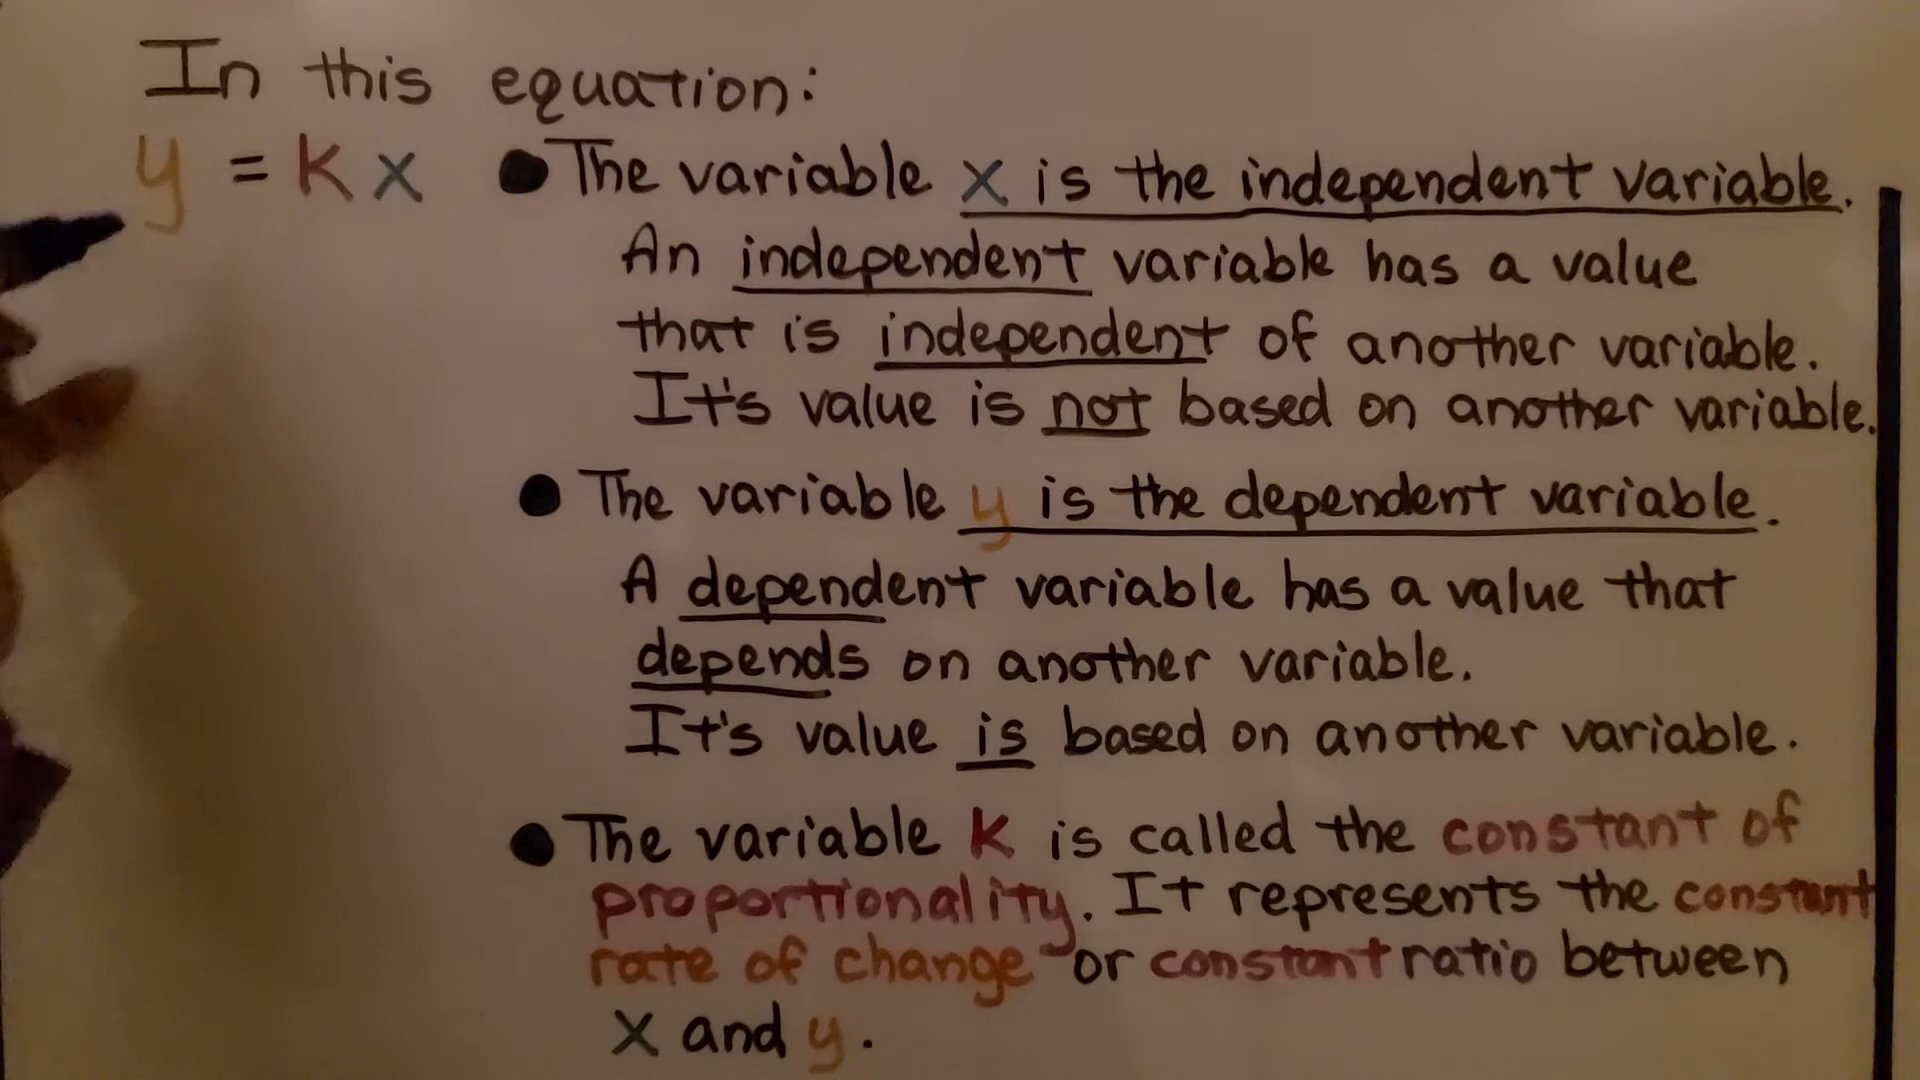 In this equation:
y = k x ● The variable x is the independent variable.
An independent variable has a value
that is independent of another variable.
It's value is not based on another variable.
● The variable y is the dependent variable.
A dependent variable has a value that
depends on another variable.
It's value is based on another variable.
● The variable k is called the constant of
proportionality. It represents the constant
rate of change or constant ratio between
x and y.